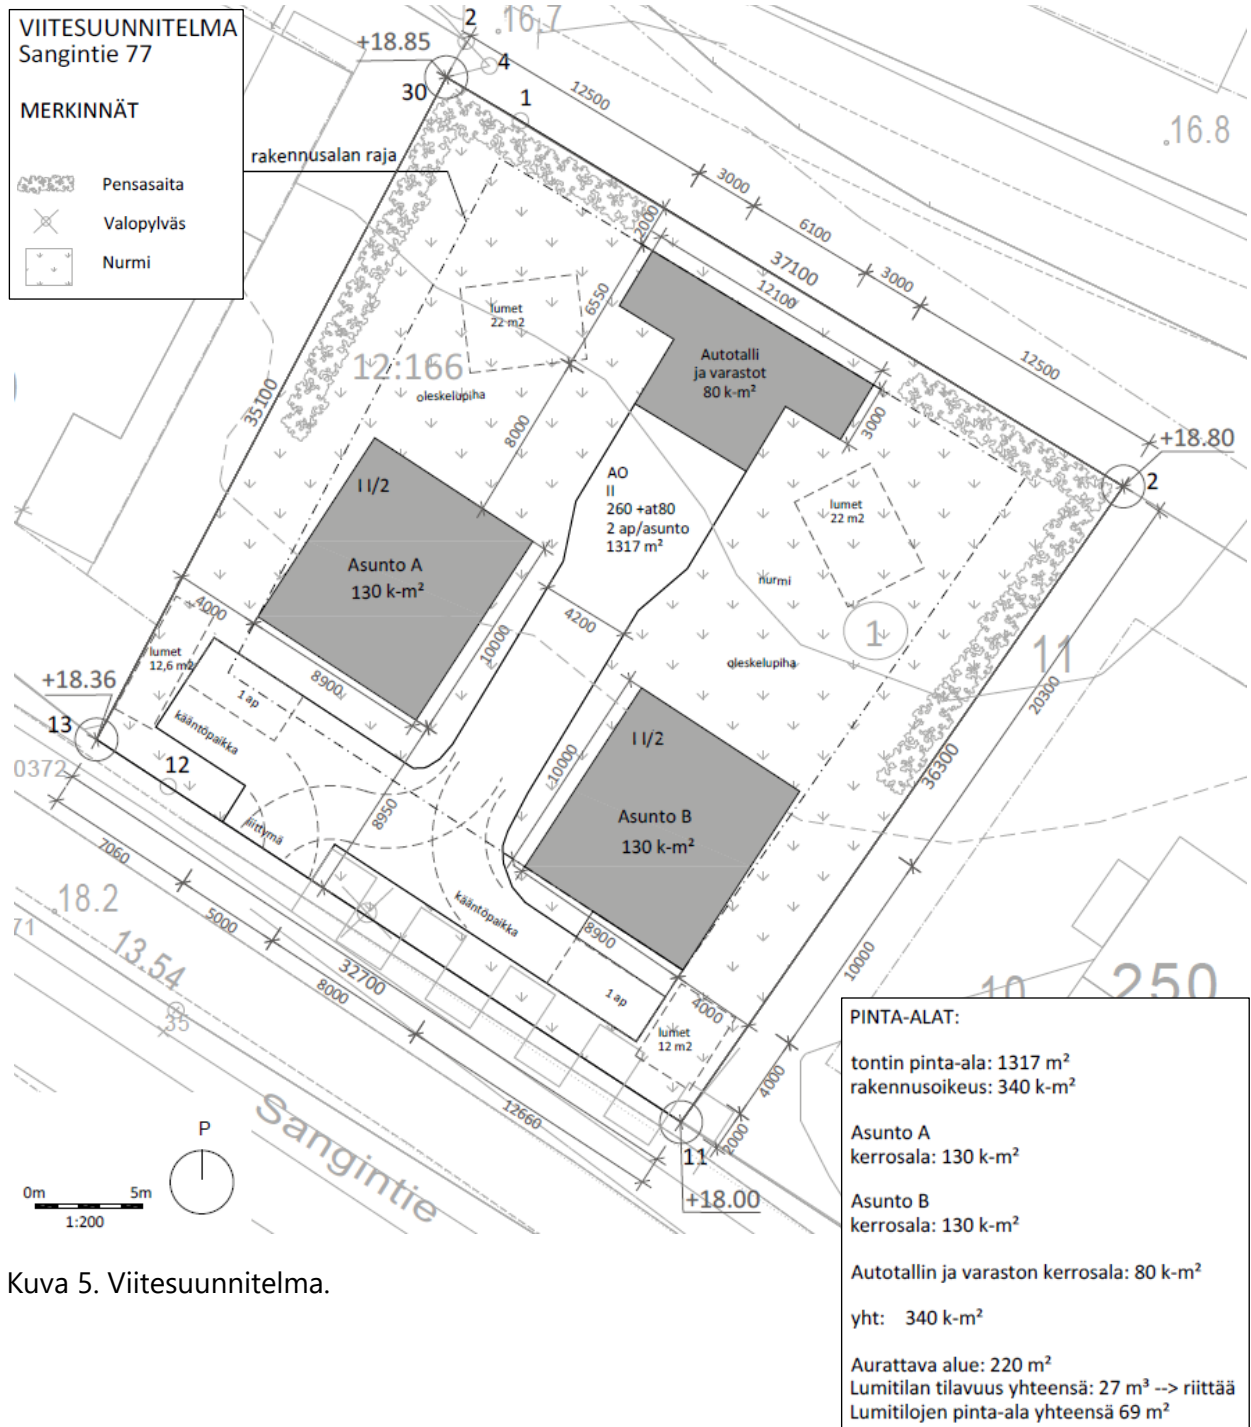 VIITESUUNNITELMA
Sangintie 77
MERKINNÄT
Pensasaita
Valopylväs
Nurmi
+18.85
2
.16.7
4
30
1
12500
.16.8
rakennusalan raja
3000
2000
6100
37100
3000
12100
6550
lumet
22 m2
12:166
oleskelupiha
35100
8000
Autotalli
ja varastot
80 k-m²
12500
3000
+18.80
2
I I/2
AO
II
260 +at80
2 ap/asunto
1317 m²
lumet
22 m2
Asunto A
130 k-m²
nurmi
4000
4200
1
lumet
12,6 m2
10000
oleskelupiha
11
+18.36
1 ap
8900
20300
13
kääntöpaikka
I I/2
0372
12
10000
36300
8950
liittymä
Asunto B
130 k-m²
7060
.18.2
71
5000
kääntöpaikka
8900
13.54
32700
8000
10000
10
250
35
1 ap
4000
lumet
12 m2
4000
12660
2000
Sangintie
P
11
+18.00
0m
5m
1:200
PINTA-ALAT:
tontin pinta-ala: 1317 m²
rakennusoikeus: 340 k-m²
Asunto A
kerrosala: 130 k-m²
Asunto B
kerrosala: 130 k-m²
Autotallin ja varaston kerrosala: 80 k-m²
yht: 340 k-m²
Aurattava alue: 220 m²
Lumitilan tilavuus yhteensä: 27 m³ --> riittää
Lumitilojen pinta-ala yhteensä 69 m²
Kuva 5. Viitesuunnitelma.